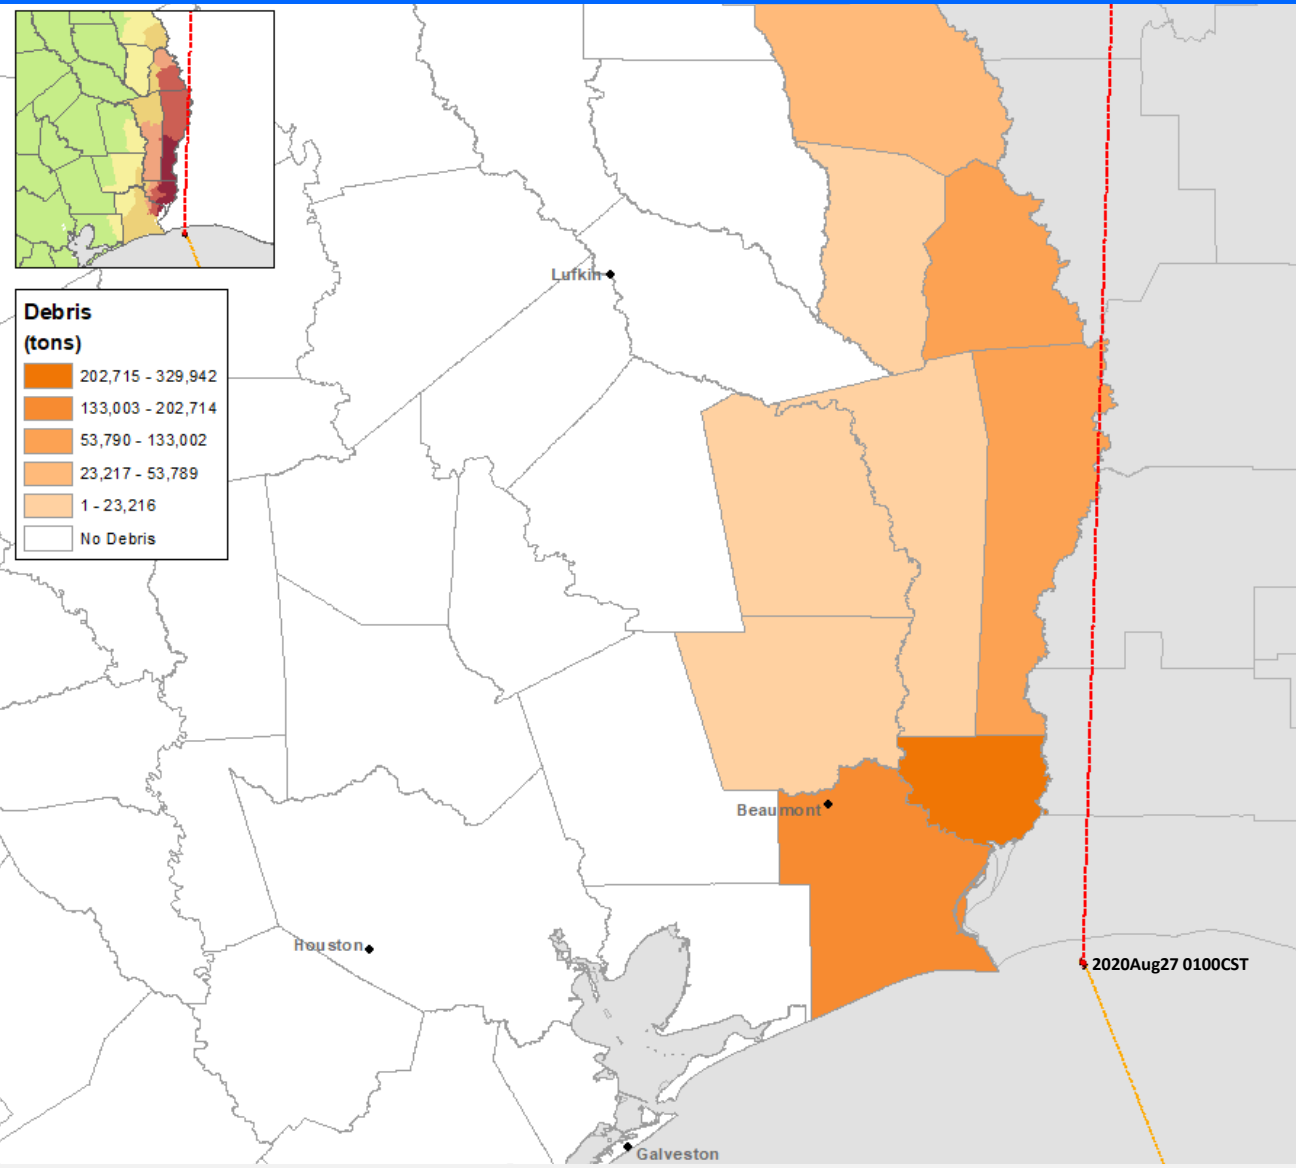 Lufkin
Debris
(tons)
202,715 - 329,942
133,003 - 202,714
53,790 - 133,002
23,217 - 53,789
1 - 23,216
No Debris
Beaumont
Houston
2020Aug27 0100CST
Galveston